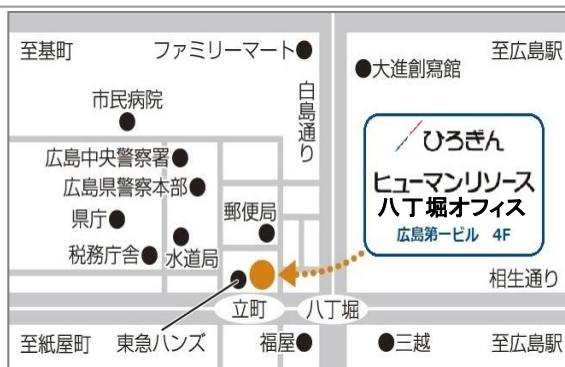 至基町
ファミリーマート
至広島駅
大進創寫館
白島通り
市民病院
ひろぎん
ヒューマンリソース
八丁堀オフィス
広島第一ビル 4F
広島中央警察署
広島県警察本部
県庁
郵便局
税務庁舎
水道局
相生通り
立町
八丁堀
至紙屋町
東急ハンズ
福屋
三越
至広島駅